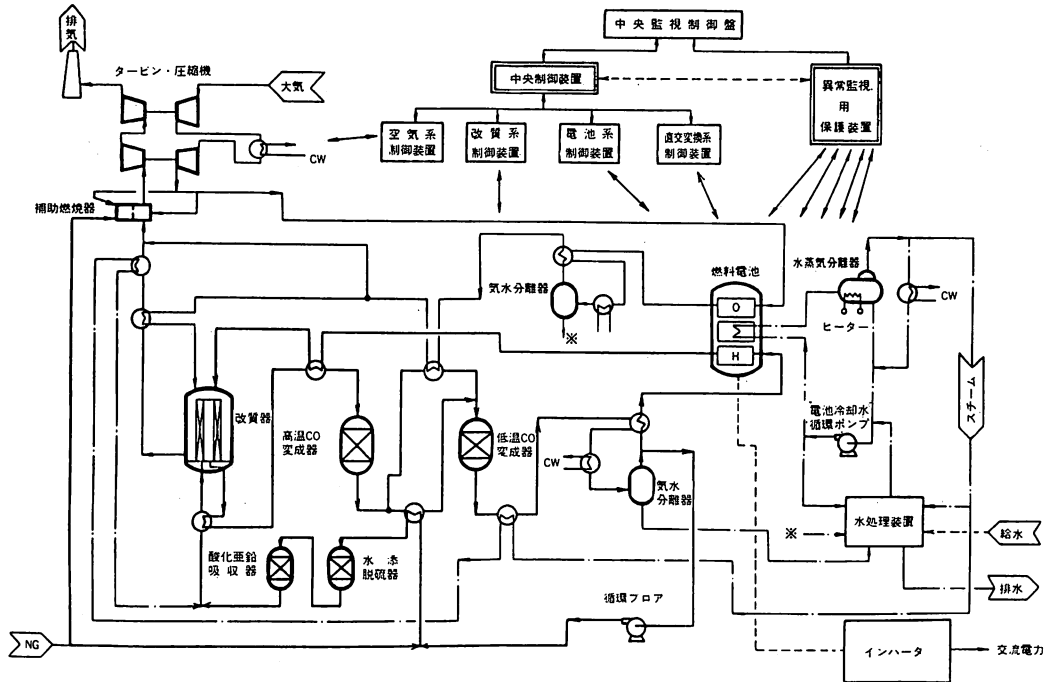 中央監視制御盤
排気
タービン・圧縮機
大気
中央制御装置
異常監視
用
保護装置
空気系
制御装置
改質系
制御装置
電池系
制御装置
直交変換系
制御装置
CW
補助燃焼器
気水分離器
※
燃料電池
O
H
水蒸気分離器
CW
ヒーター
スチーム
改質器
高温CO
変成器
低温CO
変成器
CW
気水
分離器
電池冷却水
循環ポンプ
水処理装置
※
給水
排水
酸化亜鉛
吸収器
水添
脱硫器
循環ブロア
NG
インバータ
交流電力